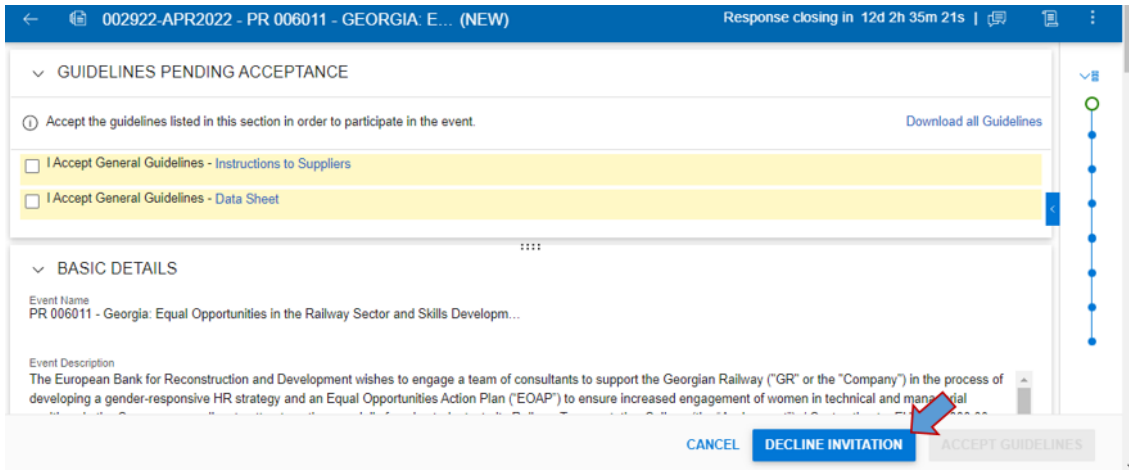 002922-APR2022 - PR 006011 - GEORGIA: E... (NEW)
Response closing in 12d 2h 35m 21s |
GUIDELINES PENDING ACCEPTANCE
Accept the guidelines listed in this section in order to participate in the event.
Download all Guidelines
I Accept General Guidelines - Instructions to Suppliers
I Accept General Guidelines - Data Sheet
BASIC DETAILS
Event Name
PR 006011 - Georgia: Equal Opportunities in the Railway Sector and Skills Developm...
Event Description
The European Bank for Reconstruction and Development wishes to engage a team of consultants to support the Georgian Railway ("GR" or the "Company") in the process of
developing a gender-responsive HR strategy and an Equal Opportunities Action Plan ("EOAP") to ensure increased engagement of women in technical and managerial
CANCEL
DECLINE INVITATION
ACCEPT GUIDELINES